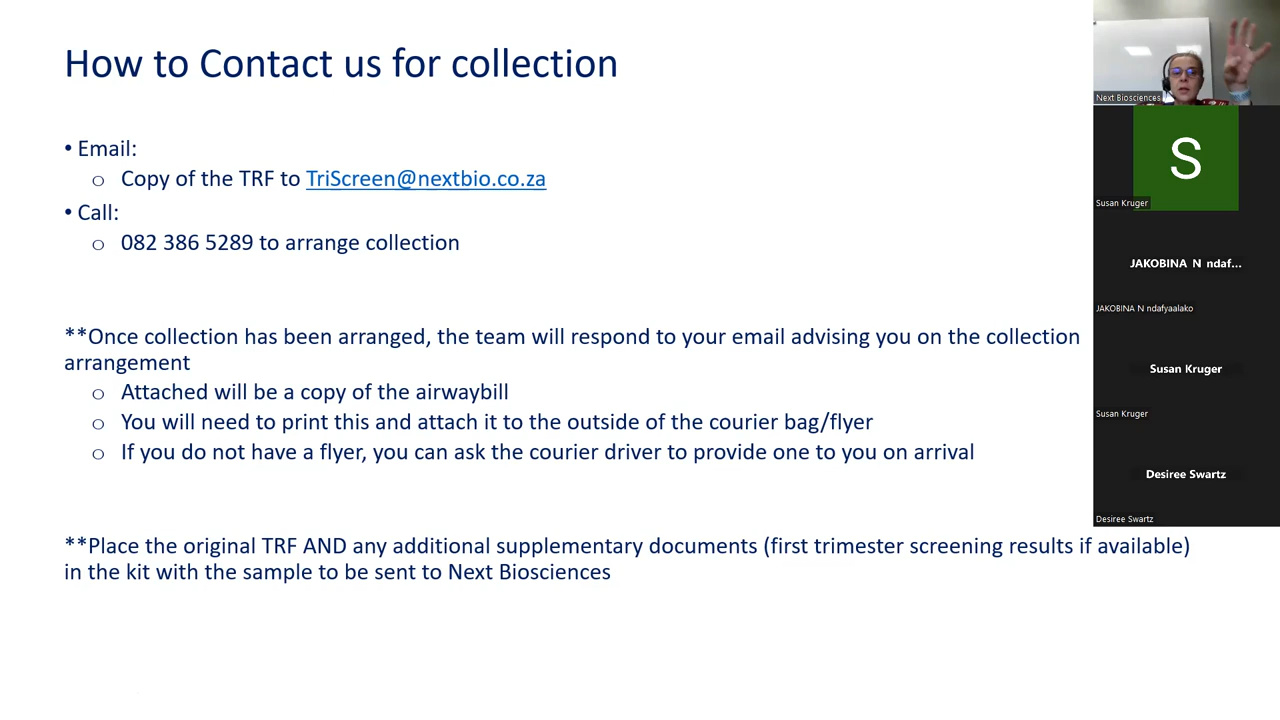 How to Contact us for collection
• Email:
o Copy of the TRF to TriScreen@nextbio.co.za
• Call:
o 082 386 5289 to arrange collection
**Once collection has been arranged, the team will respond to your email advising you on the collection
arrangement
o Attached will be a copy of the airwaybill
o You will need to print this and attach it to the outside of the courier bag/flyer
o If you do not have a flyer, you can ask the courier driver to provide one to you on arrival
**Place the original TRF AND any additional supplementary documents (first trimester screening results if available)
in the kit with the sample to be sent to Next Biosciences
Next Biosciences
S
Susan Kruger
JAKOBINA N ndaf...
JAKOBINA N ndafyaalako
Susan Kruger
Susan Kruger
Desiree Swartz
Desiree Swartz